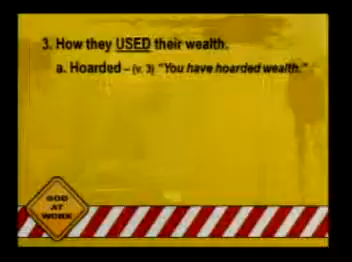 3. How they USED their wealth.
a. Hoarded – (v. 3) "You have hoarded wealth."
GOD
AT
WORK